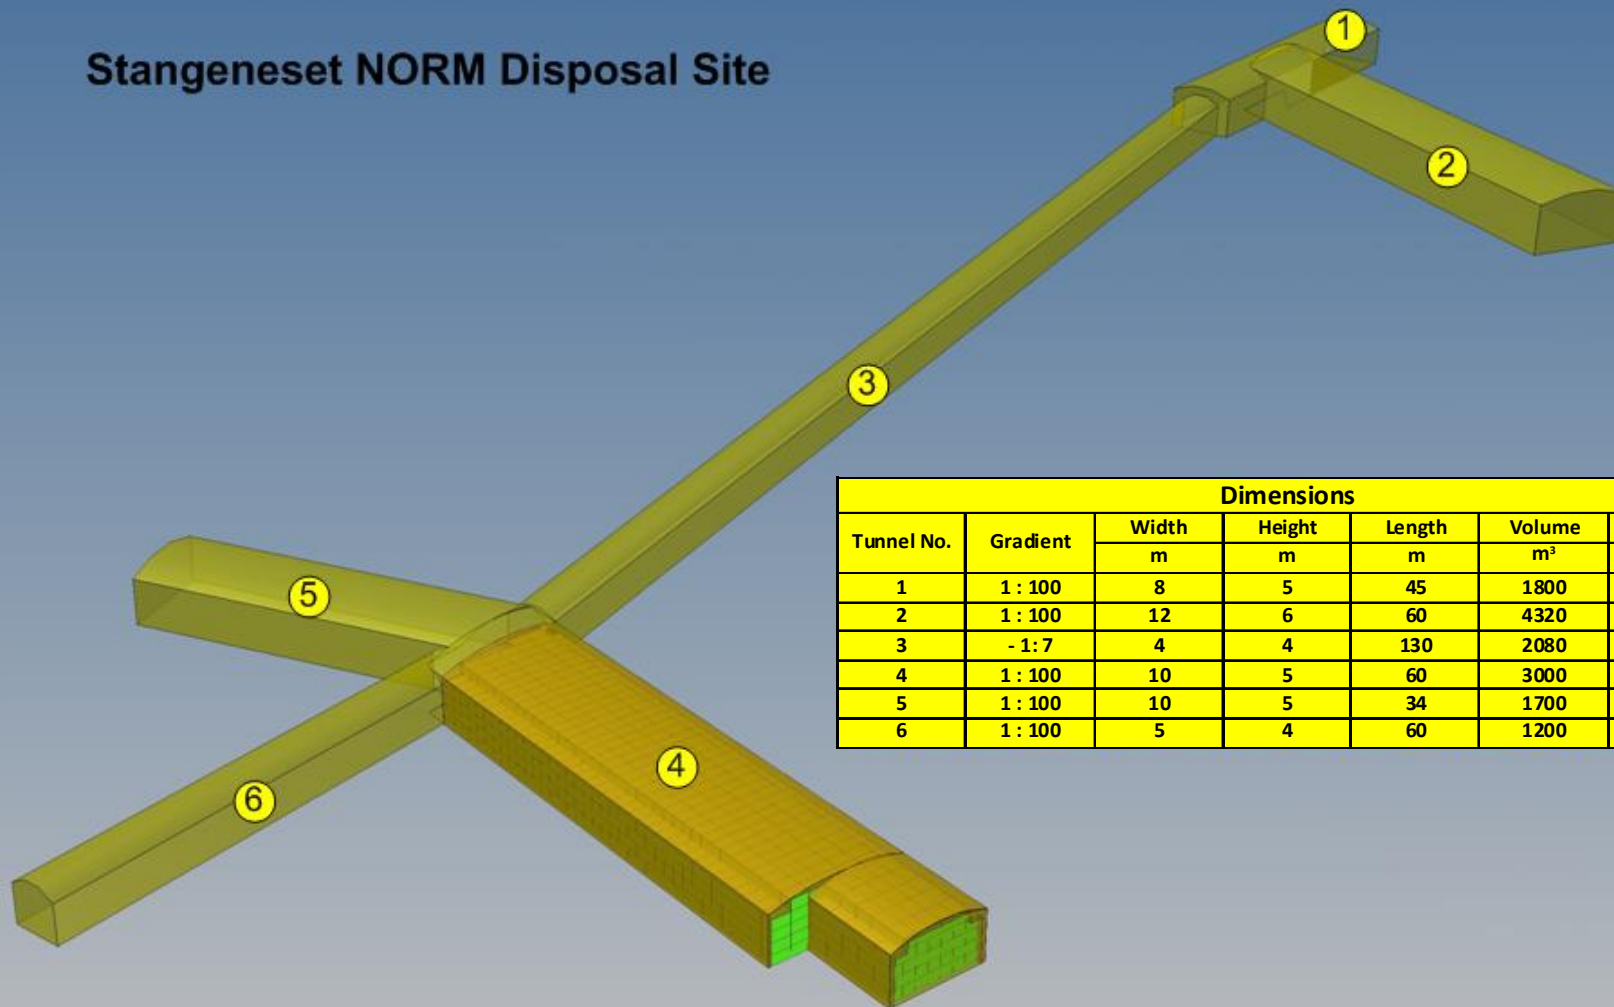 1
Stangeneset NORM Disposal Site
2
3
Dimensions
Tunnel No. Gradient Width Height Length Volume
m m m m³
1 1 : 100 8 5 45 1800
2 1 : 100 12 6 60 4320
3 - 1: 7 4 4 130 2080
4 1 : 100 10 5 60 3000
5 1 : 100 10 5 34 1700
6 1 : 100 5 4 60 1200
5
4
6